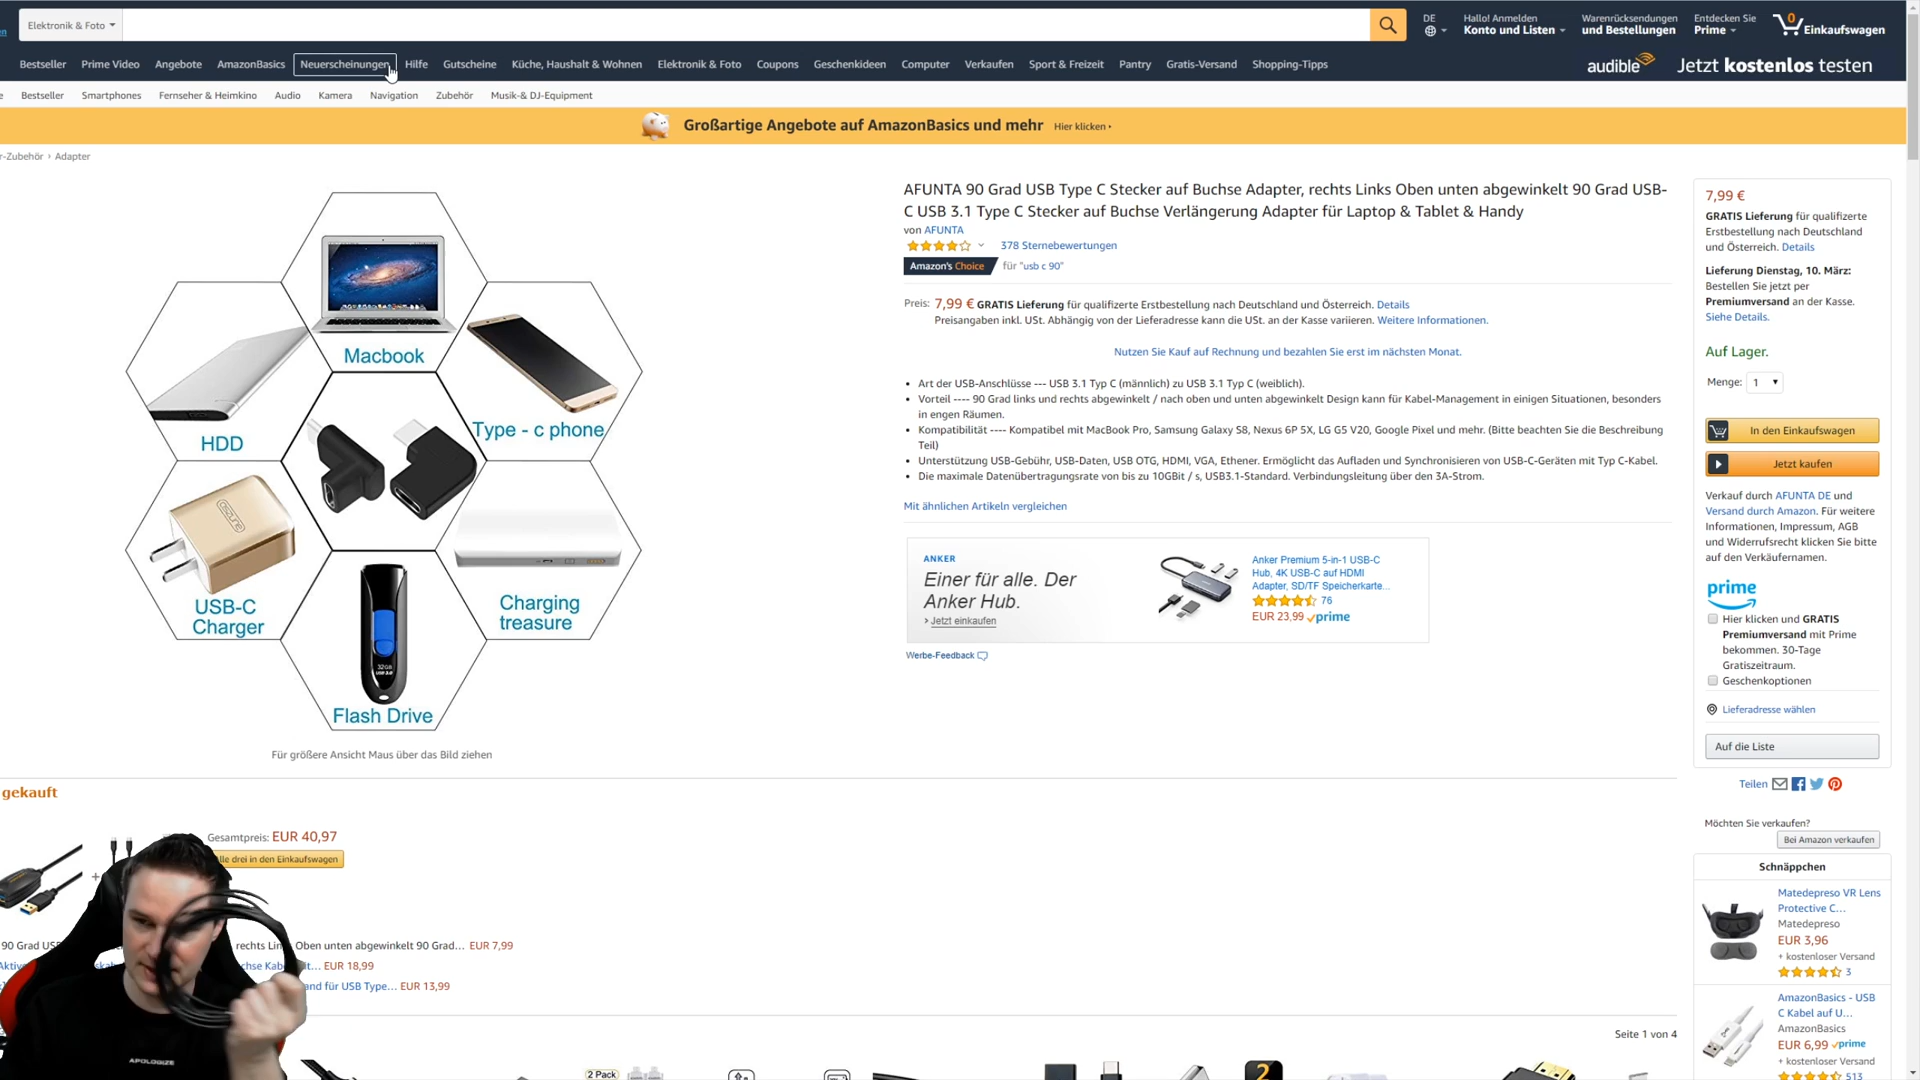 Elektronik & Foto
DE
Hallo! Anmelden
Konto und Listen
Warenrücksendungen
und Bestellungen
Entdecken Sie
Prime
0
Einkaufswagen
Bestseller
Prime Video
Angebote
AmazonBasics
Neuerscheinungen
Hilfe
Gutscheine
Küche, Haushalt & Wohnen
Elektronik & Foto
Coupons
Geschenkideen
Computer
Verkaufen
Sport & Freizeit
Pantry
Gratis-Versand
Shopping-Tipps
audible
Jetzt kostenlos testen
Bestseller
Smartphones
Fernseher & Heimkino
Audio
Kamera
Navigation
Zubehör
Musik-& DJ-Equipment
Großartige Angebote auf AmazonBasics und mehr Hier klicken ›
r-Zubehör › Adapter
Macbook
HDD
Type - c phone
USB-C
Charger
Charging
treasure
32GB
USB 3.0
Flash Drive
Für größere Ansicht Maus über das Bild ziehen
AFUNTA 90 Grad USB Type C Stecker auf Buchse Adapter, rechts Links Oben unten abgewinkelt 90 Grad USB-
C USB 3.1 Type C Stecker auf Buchse Verlängerung Adapter für Laptop & Tablet & Handy
von AFUNTA
378 Sternebewertungen
Amazon's Choice für "usb c 90"
Preis: 7,99 € GRATIS Lieferung für qualifizerte Erstbestellung nach Deutschland und Österreich. Details
Preisangaben inkl. USt. Abhängig von der Lieferadresse kann die USt. an der Kasse variieren. Weitere Informationen.
Nutzen Sie Kauf auf Rechnung und bezahlen Sie erst im nächsten Monat.
• Art der USB-Anschlüsse --- USB 3.1 Typ C (männlich) zu USB 3.1 Typ C (weiblich).
• Vorteil ---- 90 Grad links und rechts abgewinkelt / nach oben und unten abgewinkelt Design kann für Kabel-Management in einigen Situationen, besonders
in engen Räumen.
• Kompatibilität ---- Kompatibel mit MacBook Pro, Samsung Galaxy S8, Nexus 6P 5X, LG G5 V20, Google Pixel und mehr. (Bitte beachten Sie die Beschreibung
Teil)
• Unterstützung USB-Gebühr, USB-Daten, USB OTG, HDMI, VGA, Ethener. Ermöglicht das Aufladen und Synchronisieren von USB-C-Geräten mit Typ C-Kabel.
• Die maximale Datenübertragungsrate von bis zu 10GBit / s, USB3.1-Standard. Verbindungsleitung über den 3A-Strom.
Mit ähnlichen Artikeln vergleichen
ANKER
Einer für alle. Der
Anker Hub.
› Jetzt einkaufen
Anker Premium 5-in-1 USB-C
Hub, 4K USB-C auf HDMI
Adapter, SD/TF Speicherkarte...
76
EUR 23,99 prime
Werbe-Feedback
7,99 €
GRATIS Lieferung für qualifizerte
Erstbestellung nach Deutschland
und Österreich. Details
Lieferung Dienstag, 10. März:
Bestellen Sie jetzt per
Premiumversand an der Kasse.
Siehe Details.
Auf Lager.
Menge: 1
In den Einkaufswagen
Jetzt kaufen
Verkauf durch AFUNTA DE und
Versand durch Amazon. Für weitere
Informationen, Impressum, AGB
und Widerrufsrecht klicken Sie bitte
auf den Verkäufernamen.
prime
Hier klicken und GRATIS
Premiumversand mit Prime
bekommen. 30-Tage
Gratiszeitraum.
Geschenkoptionen
Lieferadresse wählen
Auf die Liste
Teilen
Möchten Sie verkaufen?
Bei Amazon verkaufen
Schnäppchen
Matedepreso VR Lens
Protective C...
Matedepreso
EUR 3,96
+ kostenloser Versand
3
AmazonBasics - USB
C Kabel auf U...
AmazonBasics
EUR 6,99 prime
+ kostenloser Versand
513
gekauft
Gesamtpreis: EUR 40,97
lle drei in den Einkaufswagen
+
90 Grad US rechts Lin Oben unten abgewinkelt 90 Grad... EUR 7,99
Aktiv chse Kab it... EUR 18,99
and für USB Type... EUR 13,99
APOLOGIZE
Seite 1 von 4
2 Pack
2